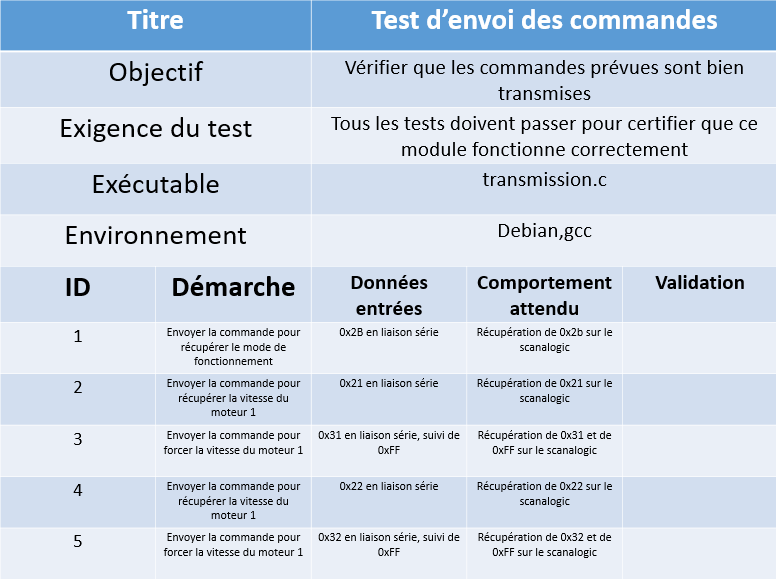 Titre
Test d’envoi des commandes
Objectif
Vérifier que les commandes prévues sont bien
transmises
Exigence du test
Tous les tests doivent passer pour certifier que ce
module fonctionne correctement
Exécutable
transmission.c
Environnement
Debian,gcc
ID
Démarche
Données
entrées
Comportement
attendu
Validation
1
Envoyer la commande pour
récupérer le mode de
fonctionnement
0x2B en liaison série
Récupération de 0x2b sur le
scanalogic
2
Envoyer la commande pour
récupérer la vitesse du
moteur 1
0x21 en liaison série
Récupération de 0x21 sur le
scanalogic
3
Envoyer la commande pour
forcer la vitesse du moteur 1
0x31 en liaison série, suivi de
0xFF
Récupération de 0x31 et de
0xFF sur le scanalogic
4
Envoyer la commande pour
récupérer la vitesse du
moteur 1
0x22 en liaison série
Récupération de 0x22 sur le
scanalogic
5
Envoyer la commande pour
forcer la vitesse du moteur 1
0x32 en liaison série, suivi de
0xFF
Récupération de 0x32 et de
0xFF sur le scanalogic